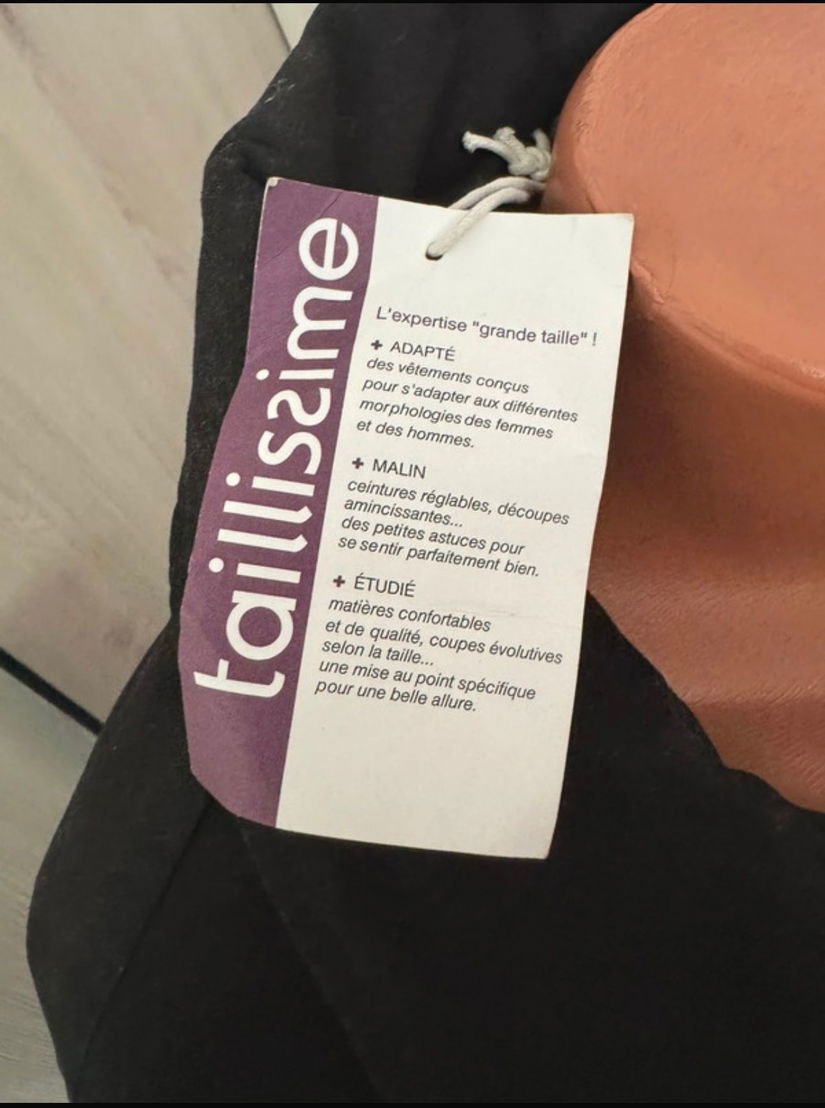 taillissime
L'expertise "grande taille" !
+ ADAPTÉ
des vêtements conçus
pour s'adapter aux différentes
morphologies des femmes
et des hommes.
+ MALIN
ceintures réglables, découpes
amincissantes...
des petites astuces pour
se sentir parfaitement bien.
+ ÉTUDIÉ
matières confortables
et de qualité, coupes évolutives
selon la taille...
une mise au point spécifique
pour une belle allure.